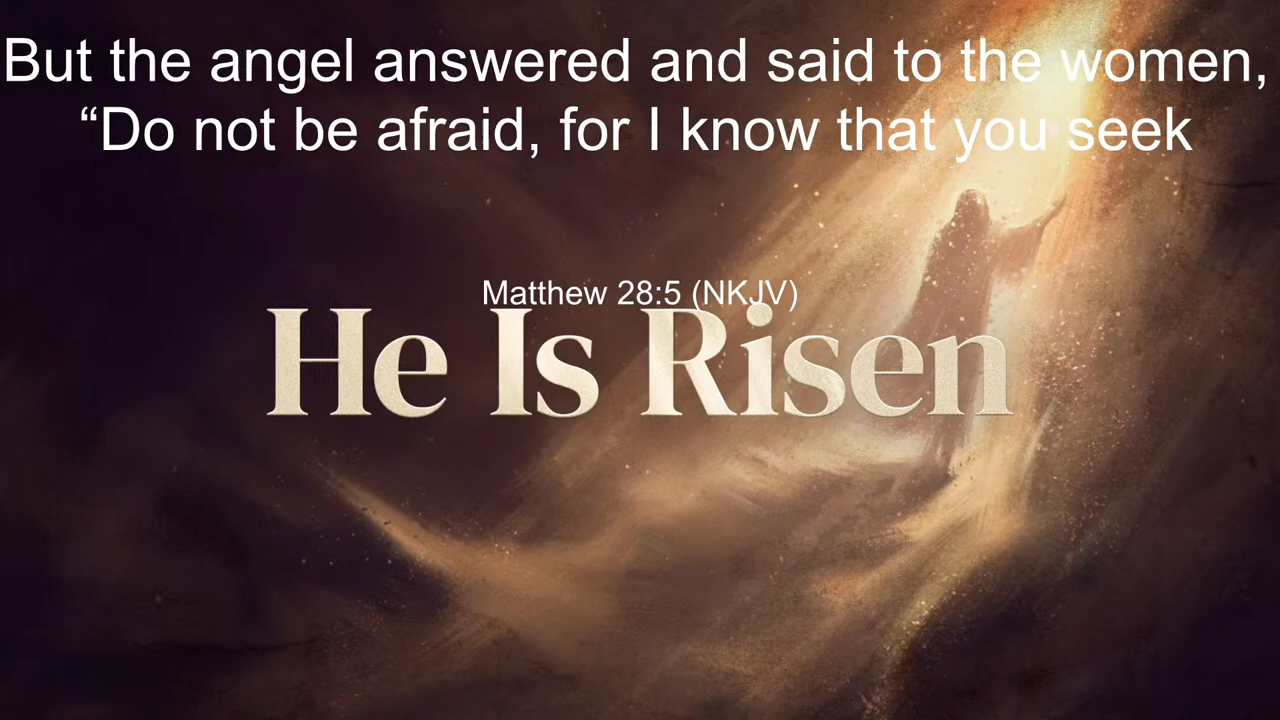 But the angel answered and said to the women,
“Do not be afraid, for I know that you seek
Matthew 28:5 (NKJV)
He Is Risen